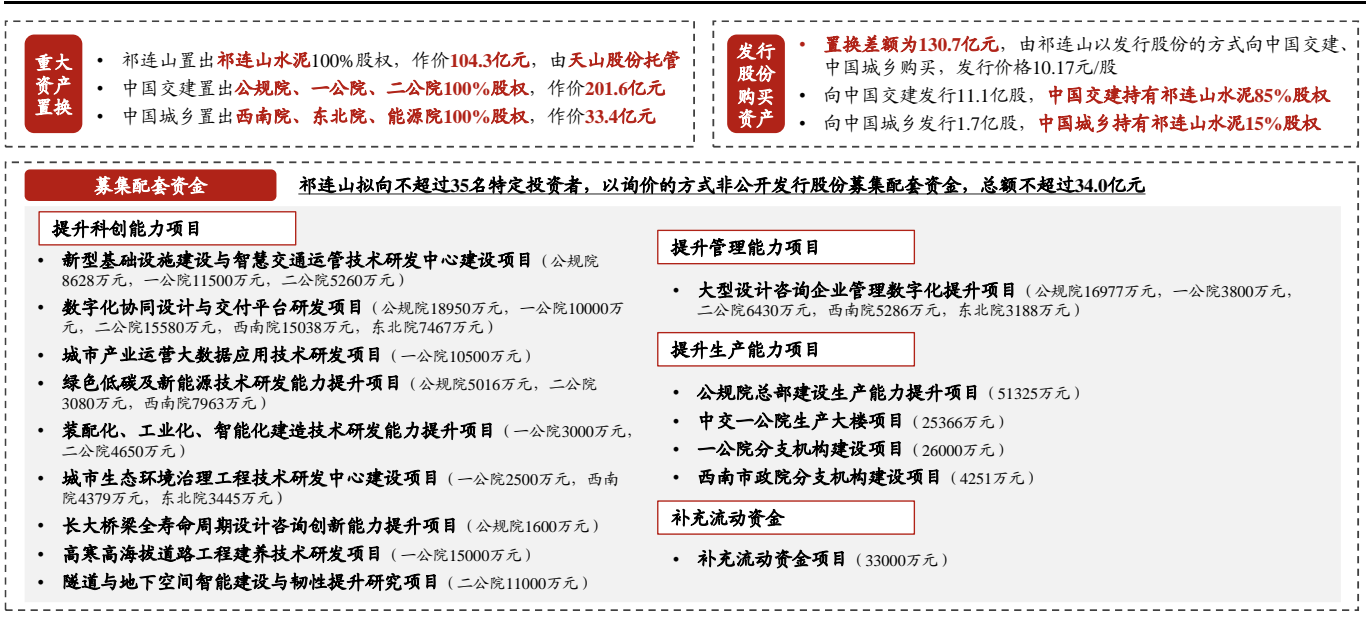 重大
资产
置换
• 祁连山置出祁连山水泥100%股权，作价104.3亿元，由天山股份托管
• 中国交建置出公规院、一公院、二公院100%股权，作价201.6亿元
• 中国城乡置出西南院、东北院、能源院100%股权，作价33.4亿元
发行
股份
购买
资产
• 置换差额为130.7亿元，由祁连山以发行股份的方式向中国交建、
中国城乡购买，发行价格10.17元/股
• 向中国交建发行11.1亿股，中国交建持有祁连山水泥85%股权
• 向中国城乡发行1.7亿股，中国城乡持有祁连山水泥15%股权
募集配套资金
祁连山拟向不超过35名特定投资者，以询价的方式非公开发行股份募集配套资金，总额不超过34.0亿元
提升科创能力项目
• 新型基础设施建设与智慧交通运管技术研发中心建设项目（公规院
8628万元，一公院11500万元，二公院5260万元）
• 数字化协同设计与交付平台研发项目（公规院18950万元，一公院10000万
元，二公院15580万元，西南院15038万元，东北院7467万元）
• 城市产业运营大数据应用技术研发项目（一公院10500万元）
• 绿色低碳及新能源技术研发能力提升项目（公规院5016万元，二公院
3080万元，西南院7963万元）
• 装配化、工业化、智能化建造技术研发能力提升项目（一公院3000万元，
二公院4650万元）
• 城市生态环境治理工程技术研发中心建设项目（一公院2500万元，西南
院4379万元，东北院3445万元）
• 长大桥梁全寿命周期设计咨询创新能力提升项目（公规院1600万元）
• 高寒高海拔道路工程建养技术研发项目（一公院15000万元）
• 隧道与地下空间智能建设与韧性提升研究项目（二公院11000万元）
提升管理能力项目
• 大型设计咨询企业管理数字化提升项目（公规院16977万元，一公院3800万元，
二公院6430万元，西南院5286万元，东北院3188万元）
提升生产能力项目
• 公规院总部建设生产能力提升项目（51325万元）
• 中交一公院生产大楼项目（25366万元）
• 一公院分支机构建设项目（26000万元）
• 西南市政院分支机构建设项目（4251万元）
补充流动资金
• 补充流动资金项目（33000万元）